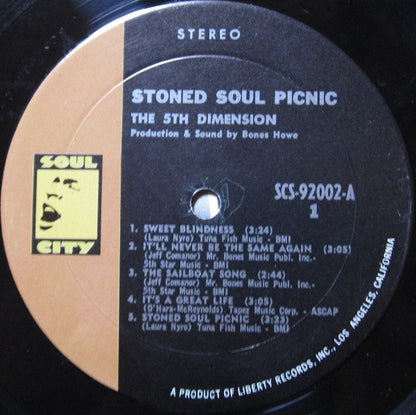 STEREO
STONED SOUL PICNIC
THE 5TH DIMENSION
Production & Sound by Bones Howe
SOUL
CITY
SCS-92002-A
1
1. SWEET BLINDNESS (3:24)
(Laura Nyro) Tuna Fish Music - BMI
2. IT'LL NEVER BE THE SAME AGAIN (3:05)
(Jeff Comanor) Mr. Bones Music Publ. Inc.-
5th Star Music - BMI
3. THE SAILBOAT SONG (2:44)
(Jeff Comanor) Mr. Bones Music Publ. Inc.-
5th Star Music - BMI
4. IT'S A GREAT LIFE (3:05)
(O'Hara-McReynolds) Tapez Music Corp. - ASCAP
5. STONED SOUL PICNIC (3:23)
(Laura Nyro) Tuna Fish Music - BMI
A PRODUCT OF LIBERTY RECORDS, INC., LOS ANGELES, CALIFORNIA